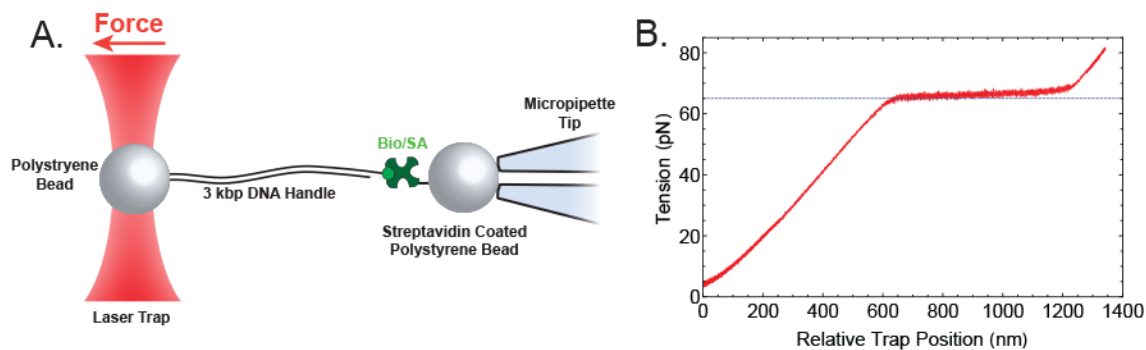 A.
Force
Bio/SA
Micropipette
Tip
Polystryene
Bead
3 kbp DNA Handle
Streptavidin Coated
Polystyrene Bead
Laser Trap
B.
Tension (pN)
80
60
40
20
0
0 200 400 600 800 1000 1200 1400
Relative Trap Position (nm)